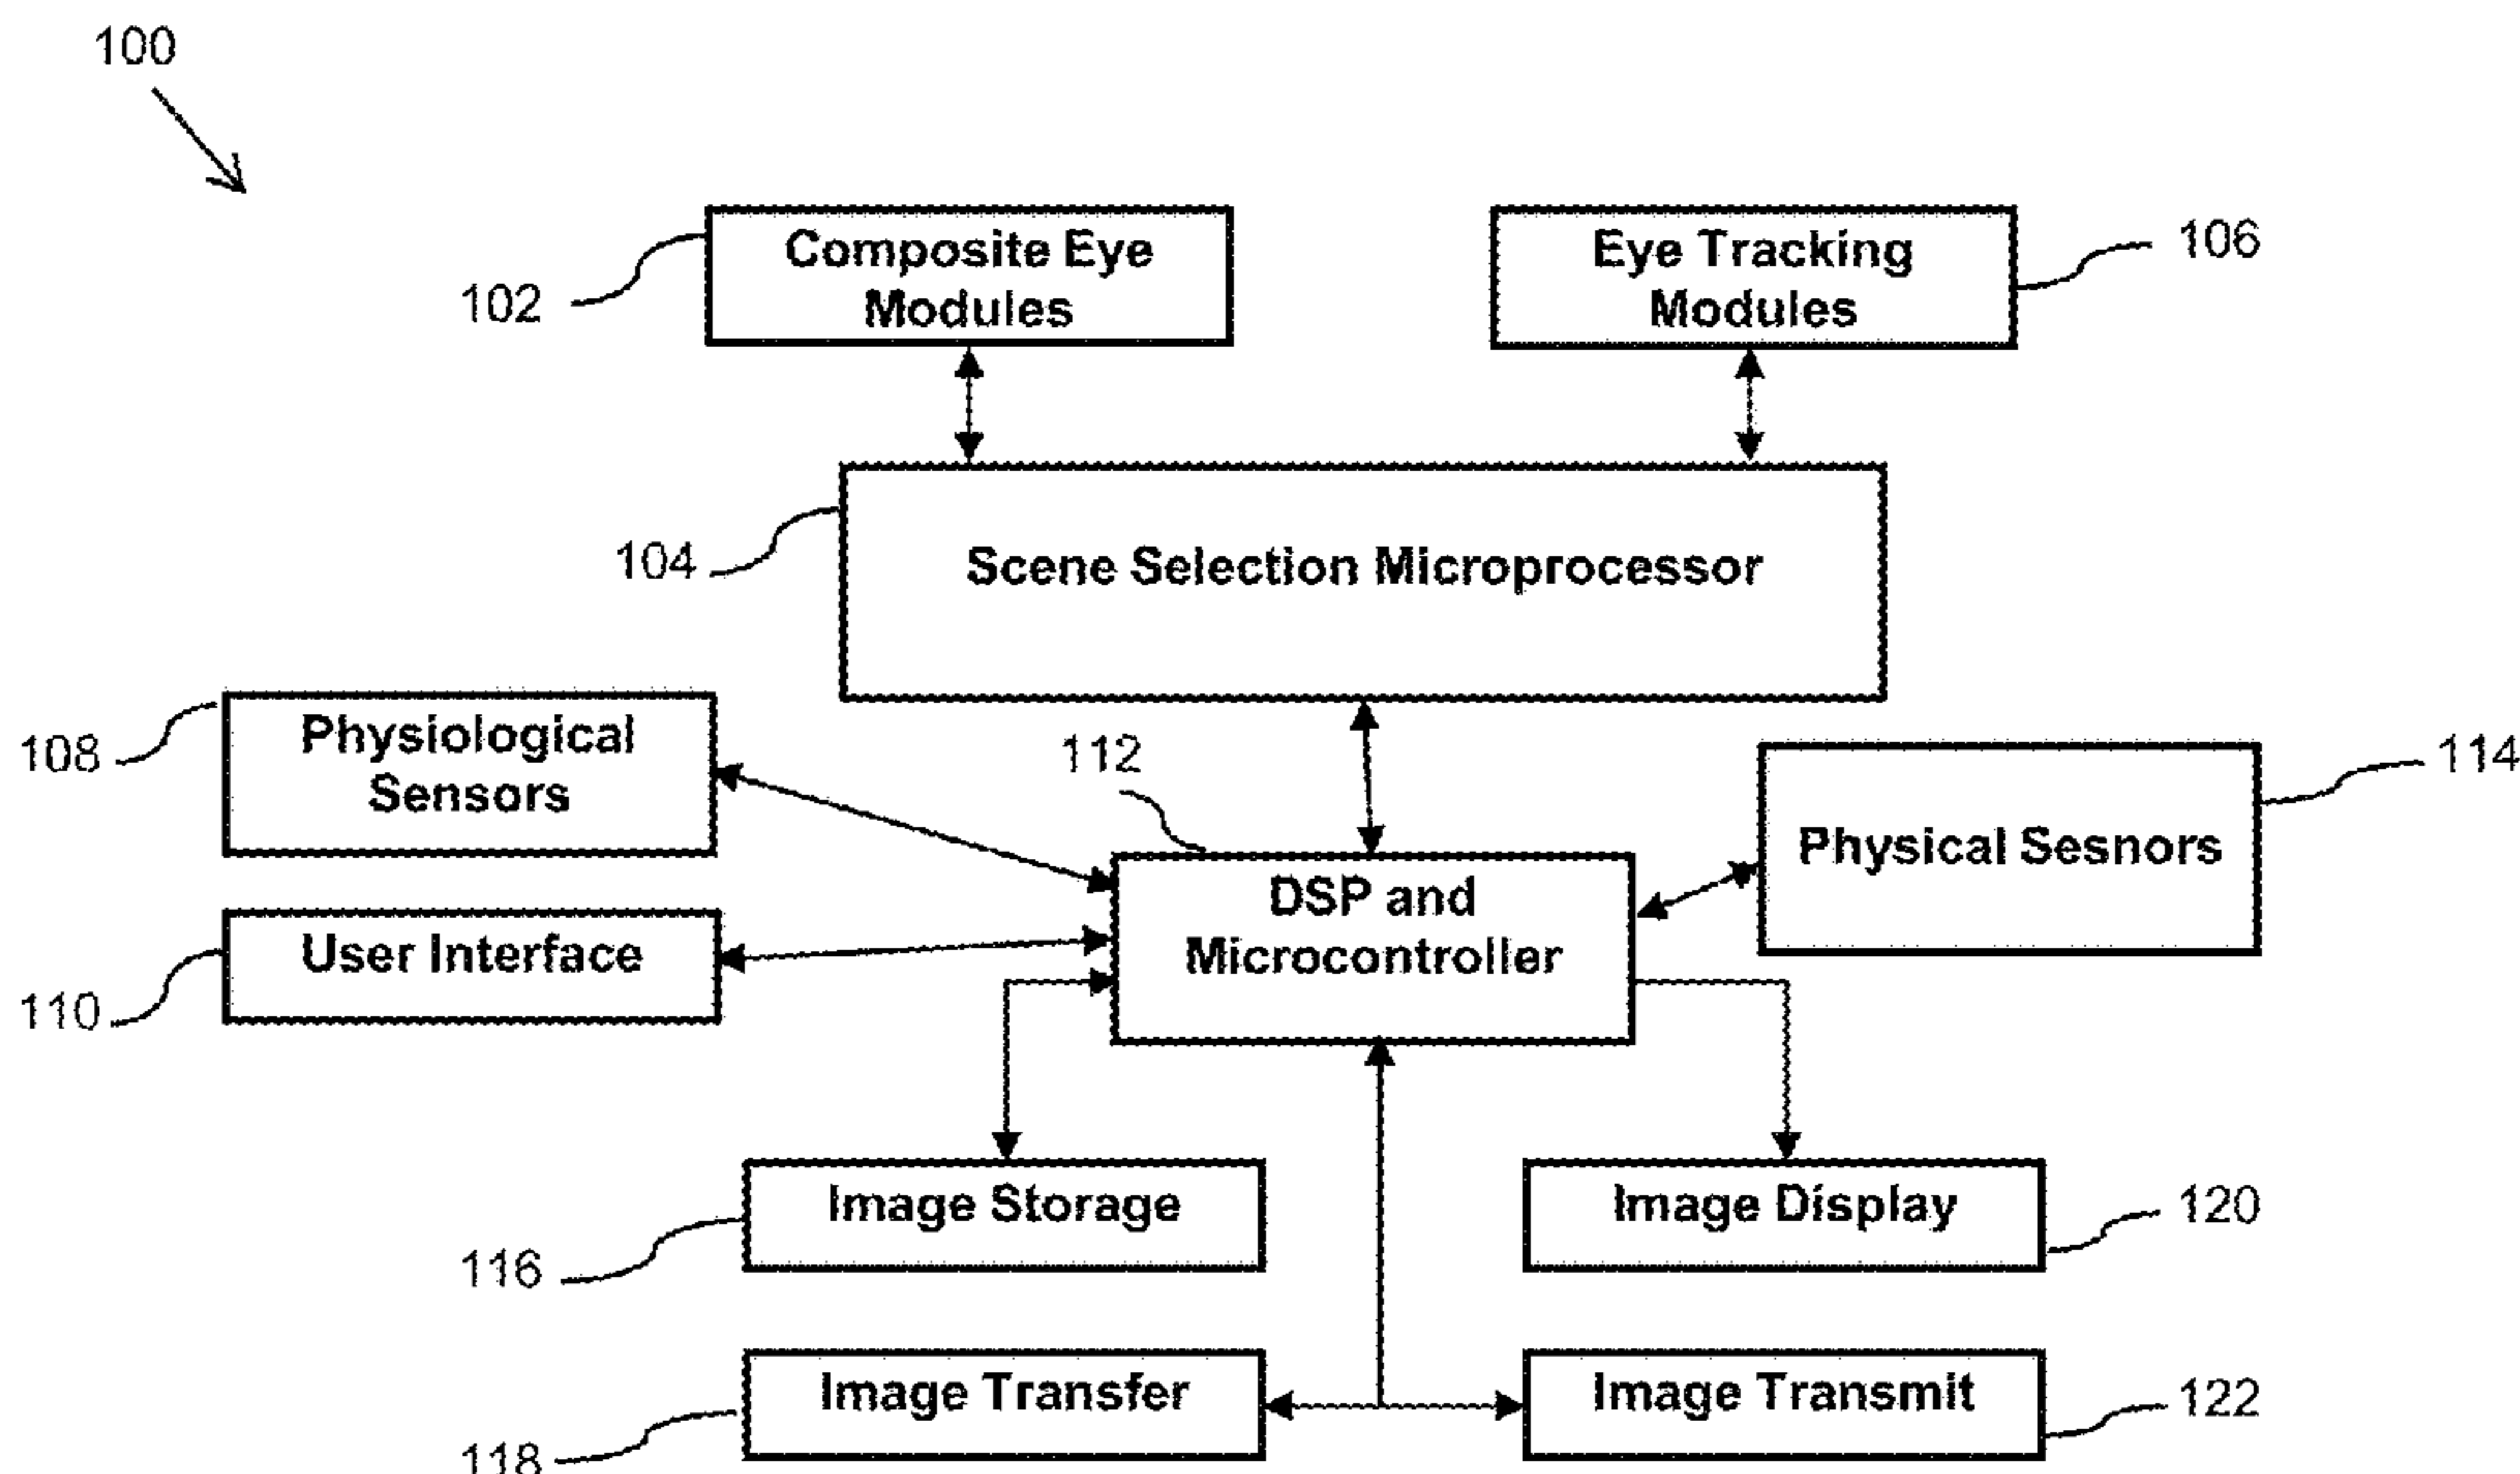 100
Composite Eye
Modules
102
Eye Tracking
Modules
106
Scene Selection Microprocessor
104
Physiological
Sensors
108
112
Physical Sesnors
114
DSP and
Microcontroller
User Interface
110
Image Storage
116
Image Display
120
Image Transfer
118
Image Transmit
122